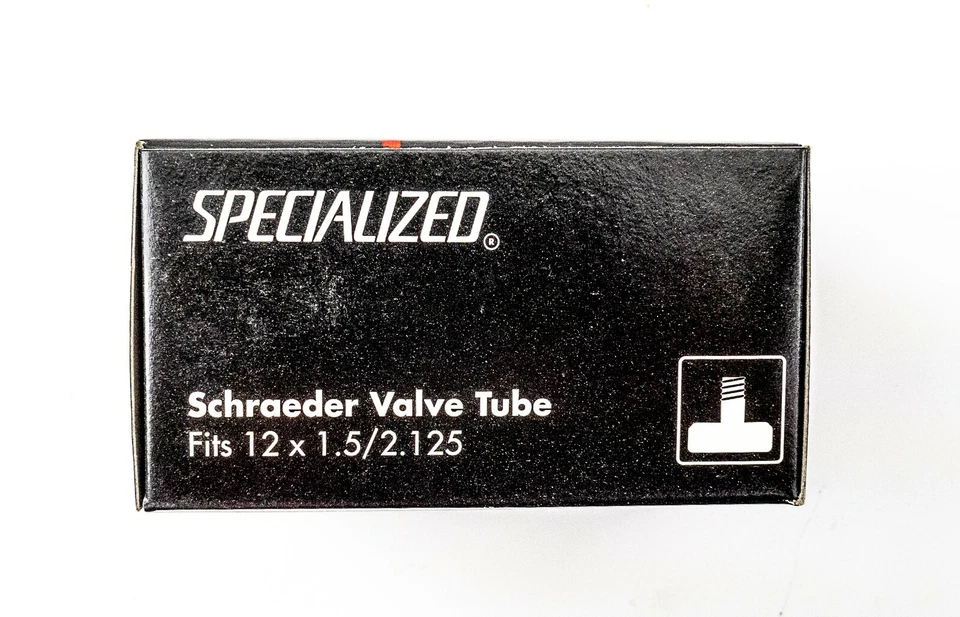 SPECIALIZED®
Schraeder Valve Tube
Fits 12 x 1.5/2.125